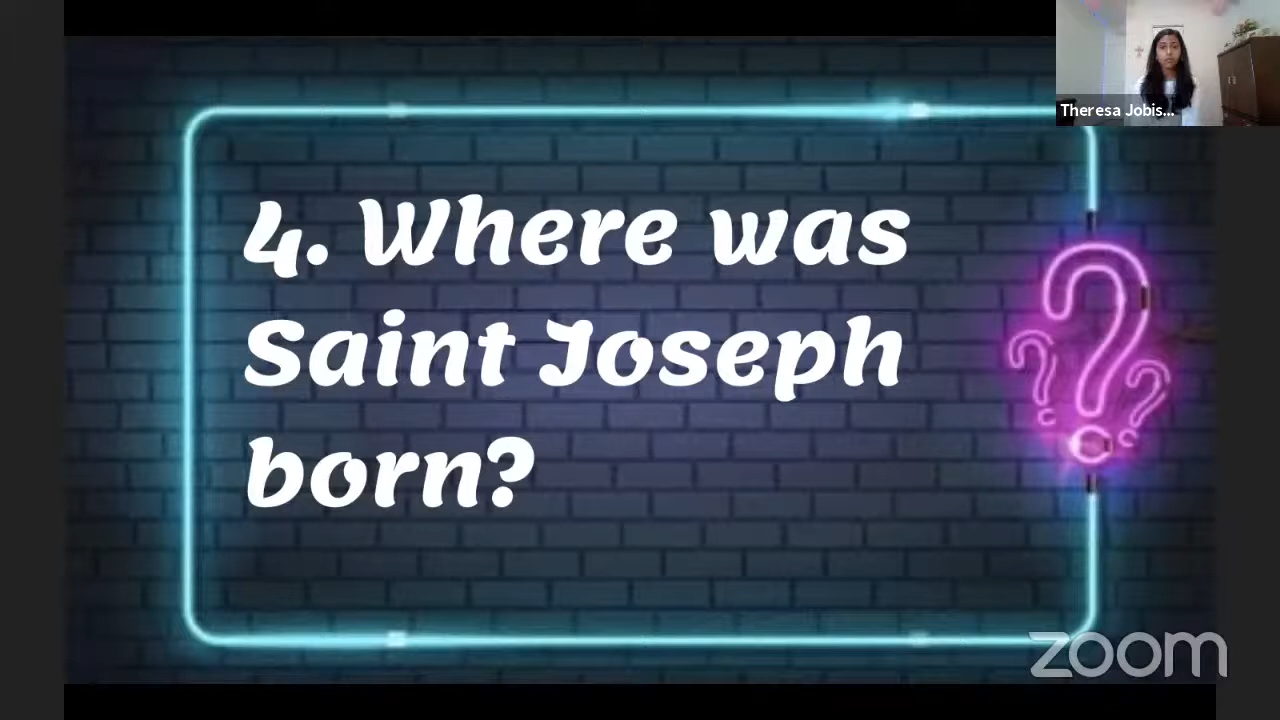 Theresa Jobis...
4. Where was
Saint Joseph
born?
zoom